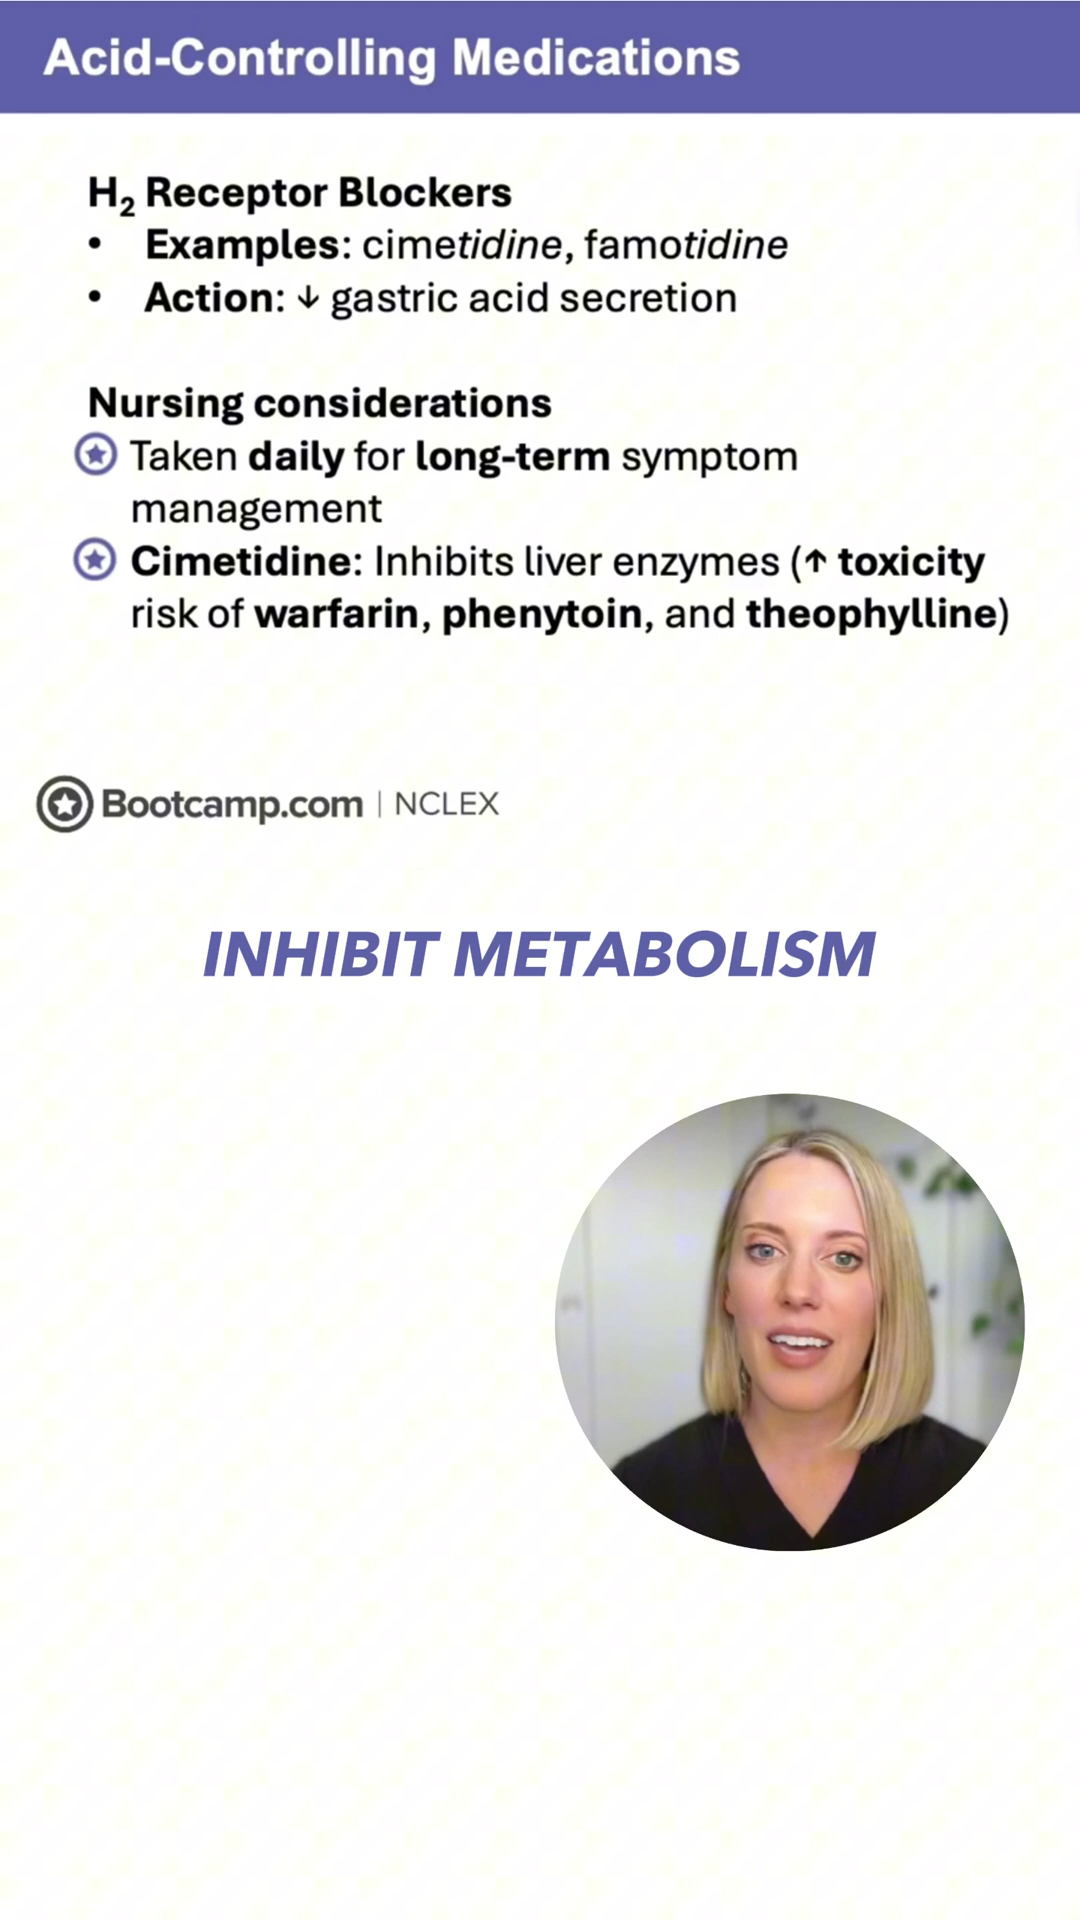 Acid-Controlling Medications
H₂ Receptor Blockers
• Examples: cimetidine, famotidine
• Action: ↓ gastric acid secretion
Nursing considerations
Taken daily for long-term symptom
management
Cimetidine: Inhibits liver enzymes (↑ toxicity
risk of warfarin, phenytoin, and theophylline)
Bootcamp.com | NCLEX
INHIBIT METABOLISM